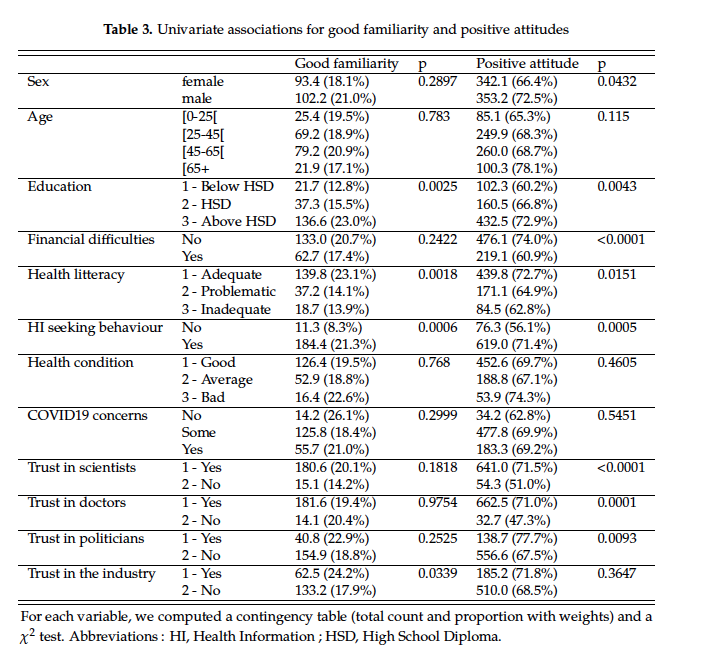 Table 3. Univariate associations for good familiarity and positive attitudes
Good familiarity p Positive attitude p
Sex female 93.4 (18.1%) 0.2897 342.1 (66.4%) 0.0432
male 102.2 (21.0%) 353.2 (72.5%)
Age [0-25[ 25.4 (19.5%) 0.783 85.1 (65.3%) 0.115
[25-45[ 69.2 (18.9%) 249.9 (68.3%)
[45-65[ 79.2 (20.9%) 260.0 (68.7%)
[65+ 21.9 (17.1%) 100.3 (78.1%)
Education 1 - Below HSD 21.7 (12.8%) 0.0025 102.3 (60.2%) 0.0043
2 - HSD 37.3 (15.5%) 160.5 (66.8%)
3 - Above HSD 136.6 (23.0%) 432.5 (72.9%)
Financial difficulties No 133.0 (20.7%) 0.2422 476.1 (74.0%) <0.0001
Yes 62.7 (17.4%) 219.1 (60.9%)
Health litteracy 1 - Adequate 139.8 (23.1%) 0.0018 439.8 (72.7%) 0.0151
2 - Problematic 37.2 (14.1%) 171.1 (64.9%)
3 - Inadequate 18.7 (13.9%) 84.5 (62.8%)
HI seeking behaviour No 11.3 (8.3%) 0.0006 76.3 (56.1%) 0.0005
Yes 184.4 (21.3%) 619.0 (71.4%)
Health condition 1 - Good 126.4 (19.5%) 0.768 452.6 (69.7%) 0.4605
2 - Average 52.9 (18.8%) 188.8 (67.1%)
3 - Bad 16.4 (22.6%) 53.9 (74.3%)
COVID19 concerns No 14.2 (26.1%) 0.2999 34.2 (62.8%) 0.5451
Some 125.8 (18.4%) 477.8 (69.9%)
Yes 55.7 (21.0%) 183.3 (69.2%)
Trust in scientists 1 - Yes 180.6 (20.1%) 0.1818 641.0 (71.5%) <0.0001
2 - No 15.1 (14.2%) 54.3 (51.0%)
Trust in doctors 1 - Yes 181.6 (19.4%) 0.9754 662.5 (71.0%) 0.0001
2 - No 14.1 (20.4%) 32.7 (47.3%)
Trust in politicians 1 - Yes 40.8 (22.9%) 0.2525 138.7 (77.7%) 0.0093
2 - No 154.9 (18.8%) 556.6 (67.5%)
Trust in the industry 1 - Yes 62.5 (24.2%) 0.0339 185.2 (71.8%) 0.3647
2 - No 133.2 (17.9%) 510.0 (68.5%)
For each variable, we computed a contingency table (total count and proportion with weights) and a
χ² test. Abbreviations : HI, Health Information ; HSD, High School Diploma.